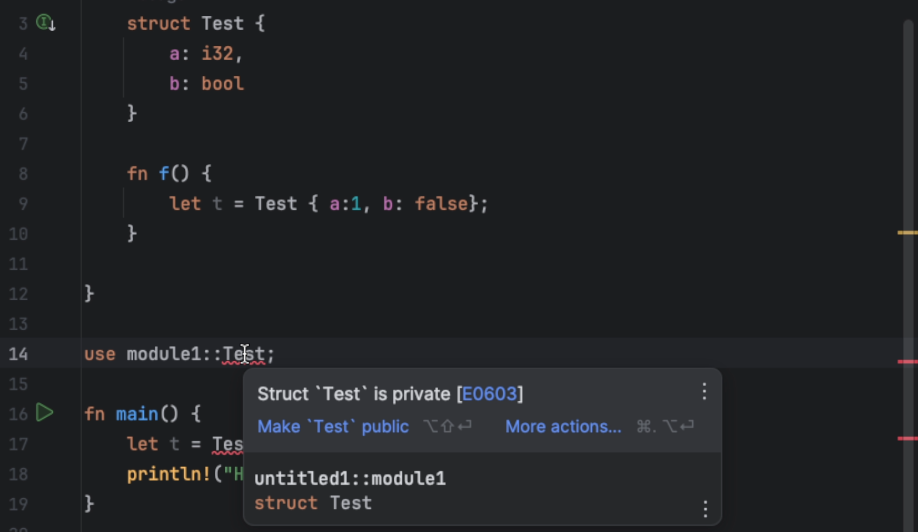 3 struct Test {
4 a: i32,
5 b: bool
6 }
7
8 fn f() {
9 let t = Test { a:1, b: false};
10 }
11
12 }
13
14 use module1::Test;
15
16 fn main() {
17 let t = Tes
18 println!("H
19 }
Struct `Test` is private [E0603]
Make `Test` public ⌥⇧⏎ More actions... ⌘. ⌥⏎
untitled1::module1
struct Test